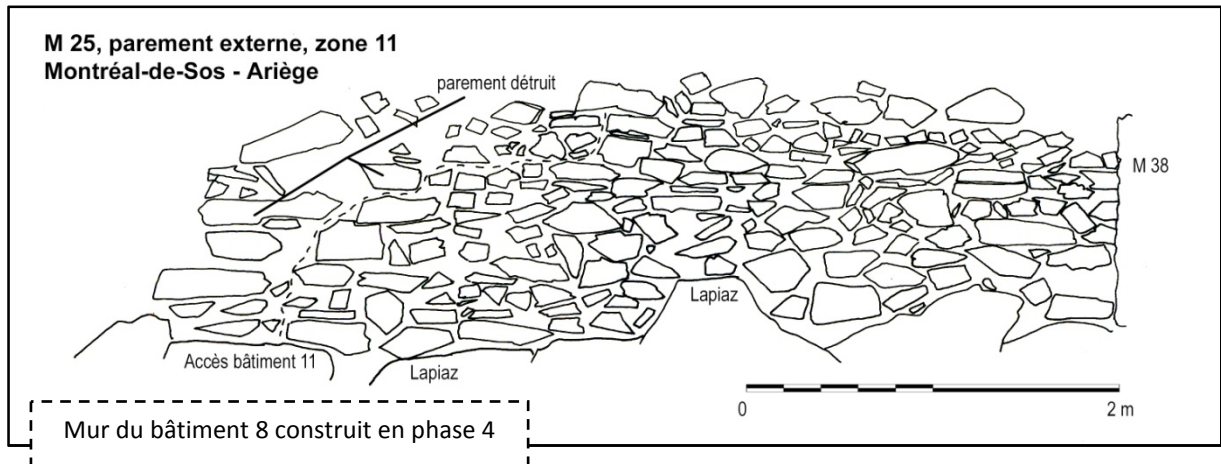 M 25, parement externe, zone 11
Montréal-de-Sos - Ariège
parement détruit
M 38
Lapiaz
Accès bâtiment 11
Lapiaz
0
2 m
Mur du bâtiment 8 construit en phase 4